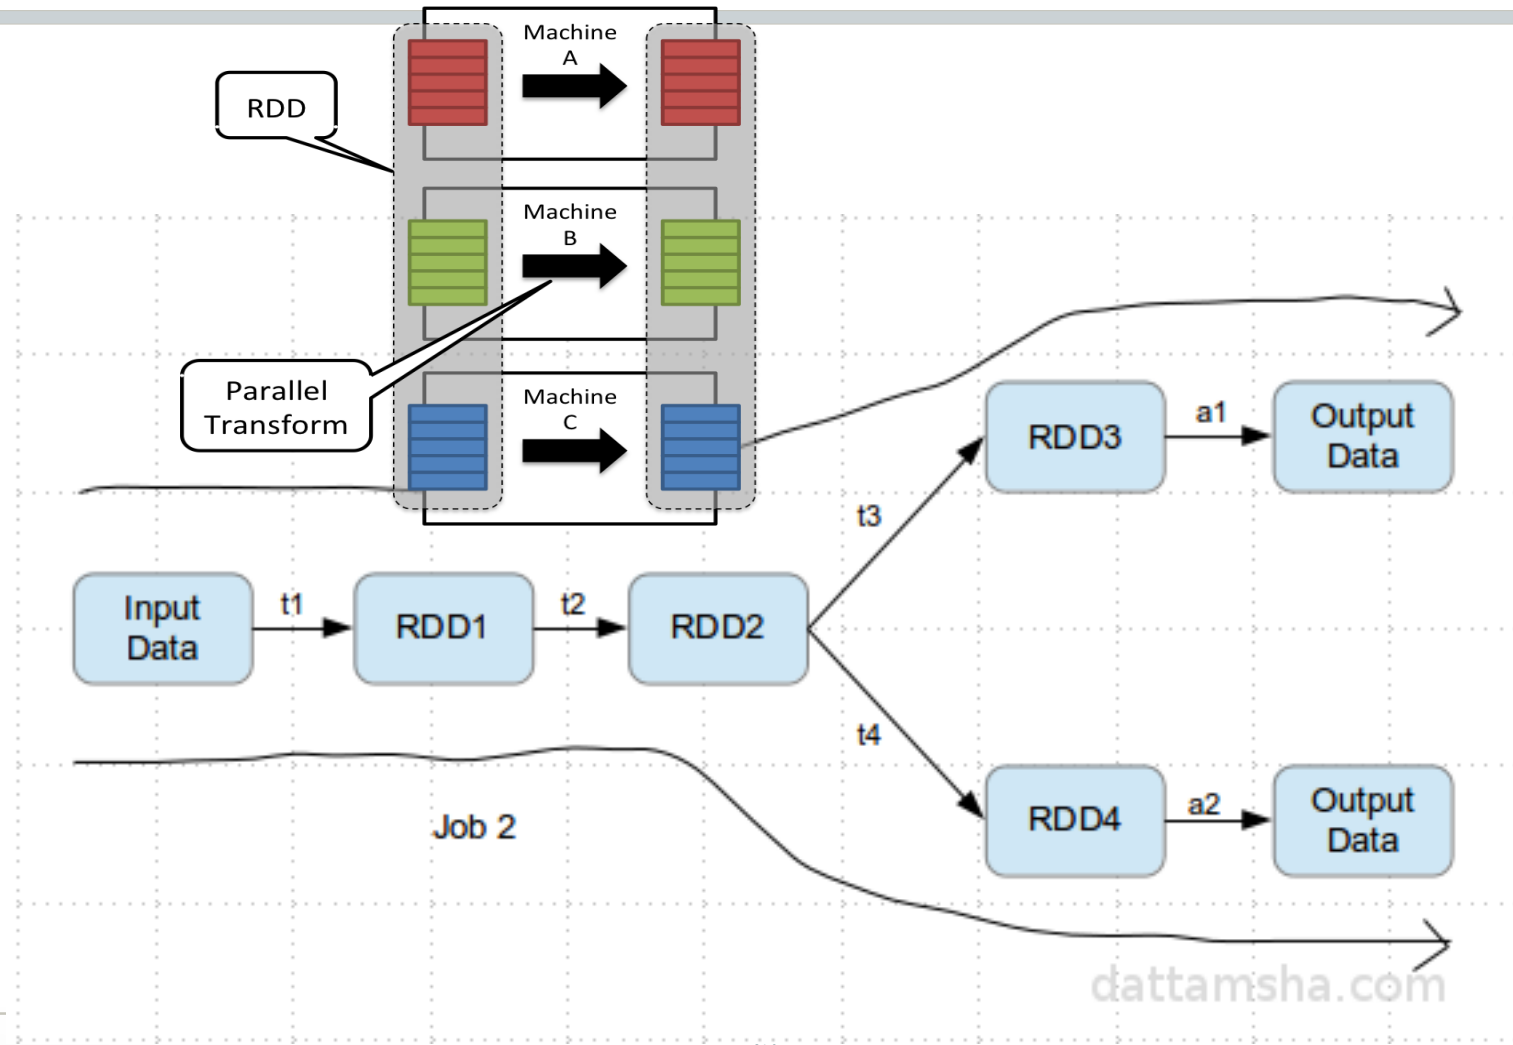 Machine
A
RDD
Machine
B
Parallel
Transform
Machine
C
RDD3
a1
Output
Data
t3
Input
Data
t1
RDD1
t2
RDD2
t4
Job 2
RDD4
a2
Output
Data
dattamsha.com